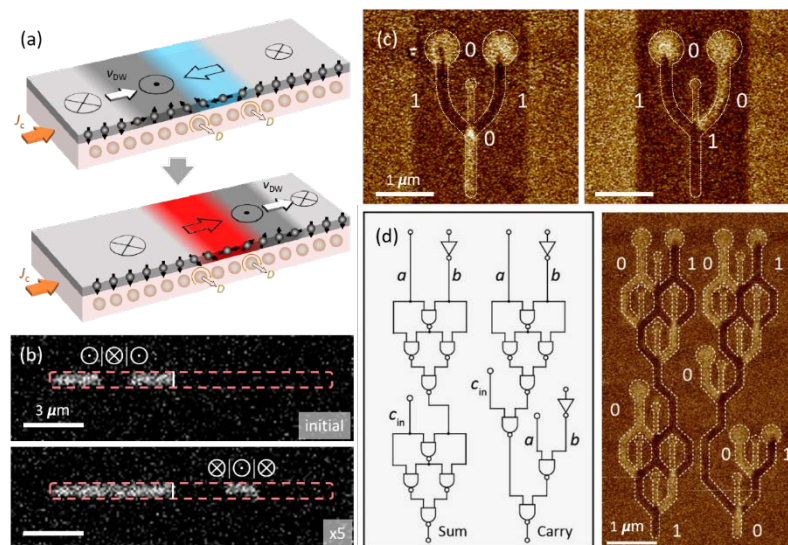 (a)
v_DW
J_c
D
D
v_DW
J_c
D
D
(b)
⊙|⊗|⊙
3 μm
initial
⊗|⊙|⊗
x5
(c)
0
1
1
0
1 μm
0
1
0
1
(d)
a
b
a
b
c_in
c_in
a
b
Sum
Carry
0
1
0
1
0
0
0
1
1
0
1 μm